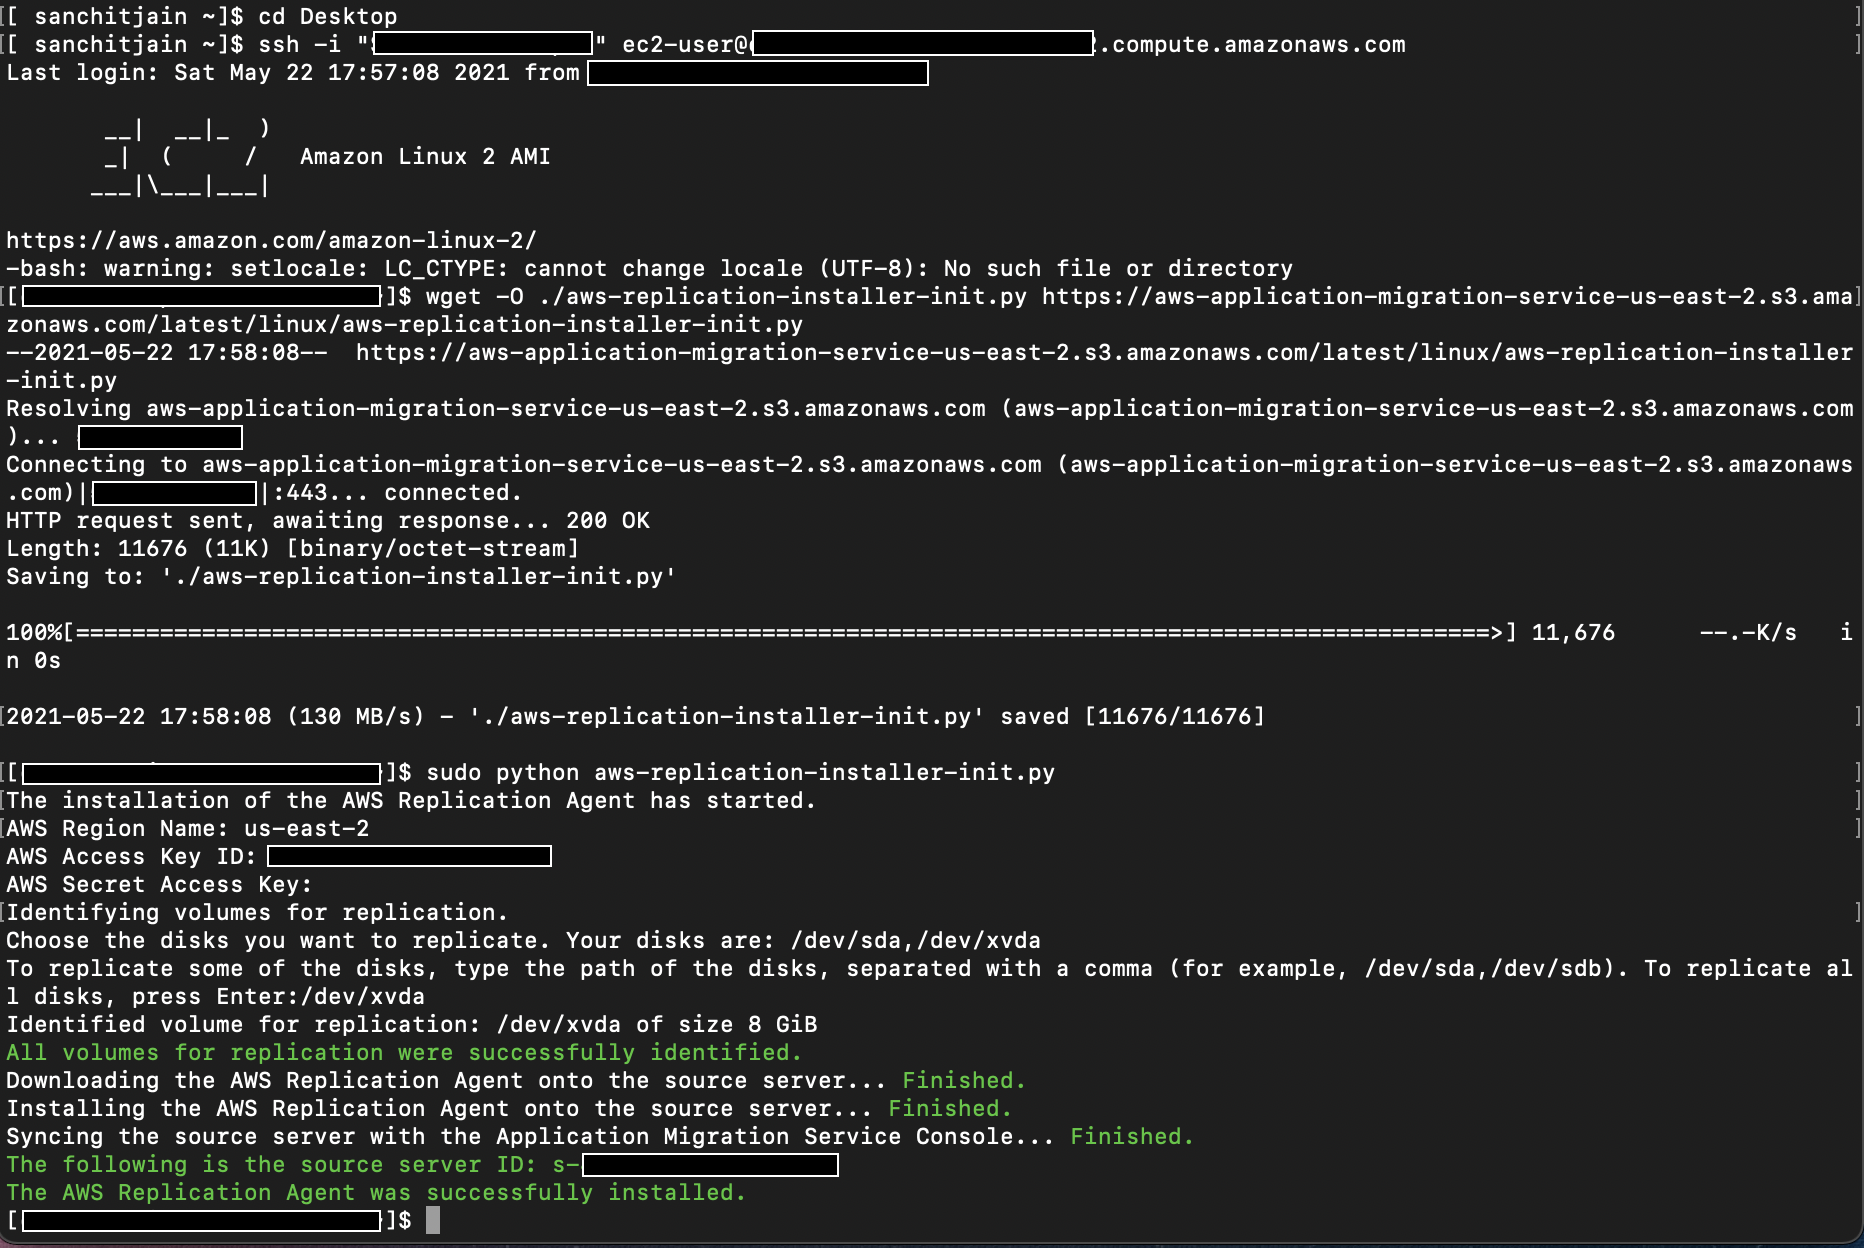 [[ sanchitjain ~]$ cd Desktop ]
[[ sanchitjain ~]$ ssh -i " " ec2-user@ .compute.amazonaws.com ]
Last login: Sat May 22 17:57:08 2021 from

       __|  __|_  )
       _|  (     /   Amazon Linux 2 AMI
      ___|\___|___|

https://aws.amazon.com/amazon-linux-2/
-bash: warning: setlocale: LC_CTYPE: cannot change locale (UTF-8): No such file or directory
[[ ]$ wget -O ./aws-replication-installer-init.py https://aws-application-migration-service-us-east-2.s3.ama]
zonaws.com/latest/linux/aws-replication-installer-init.py
--2021-05-22 17:58:08--  https://aws-application-migration-service-us-east-2.s3.amazonaws.com/latest/linux/aws-replication-installer
-init.py
Resolving aws-application-migration-service-us-east-2.s3.amazonaws.com (aws-application-migration-service-us-east-2.s3.amazonaws.com
)...
Connecting to aws-application-migration-service-us-east-2.s3.amazonaws.com (aws-application-migration-service-us-east-2.s3.amazonaws
.com)| |:443... connected.
HTTP request sent, awaiting response... 200 OK
Length: 11676 (11K) [binary/octet-stream]
Saving to: './aws-replication-installer-init.py'

100%[=====================================================================================================>] 11,676      --.-K/s   i
n 0s

[2021-05-22 17:58:08 (130 MB/s) - './aws-replication-installer-init.py' saved [11676/11676] ]

[[ ]$ sudo python aws-replication-installer-init.py ]
[The installation of the AWS Replication Agent has started. ]
[AWS Region Name: us-east-2 ]
AWS Access Key ID:
AWS Secret Access Key:
[Identifying volumes for replication. ]
Choose the disks you want to replicate. Your disks are: /dev/sda,/dev/xvda
To replicate some of the disks, type the path of the disks, separated with a comma (for example, /dev/sda,/dev/sdb). To replicate al
l disks, press Enter:/dev/xvda
Identified volume for replication: /dev/xvda of size 8 GiB
All volumes for replication were successfully identified.
Downloading the AWS Replication Agent onto the source server... Finished.
Installing the AWS Replication Agent onto the source server... Finished.
Syncing the source server with the Application Migration Service Console... Finished.
The following is the source server ID: s-
The AWS Replication Agent was successfully installed.
[ ]$